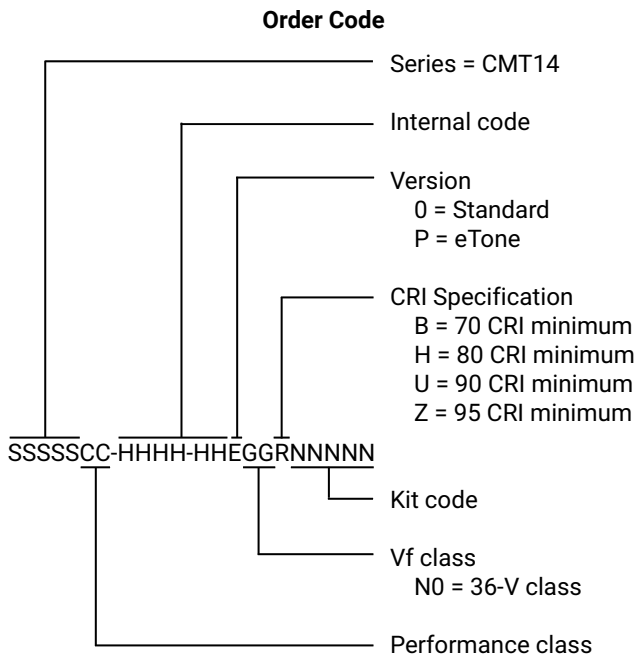 Order Code
Series = CMT14
Internal code
Version
0 = Standard
P = eTone
CRI Specification
B = 70 CRI minimum
H = 80 CRI minimum
U = 90 CRI minimum
Z = 95 CRI minimum
SSSSSCC-HHHH-HHEGGRNNNNN
Kit code
Vf class
N0 = 36-V class
Performance class